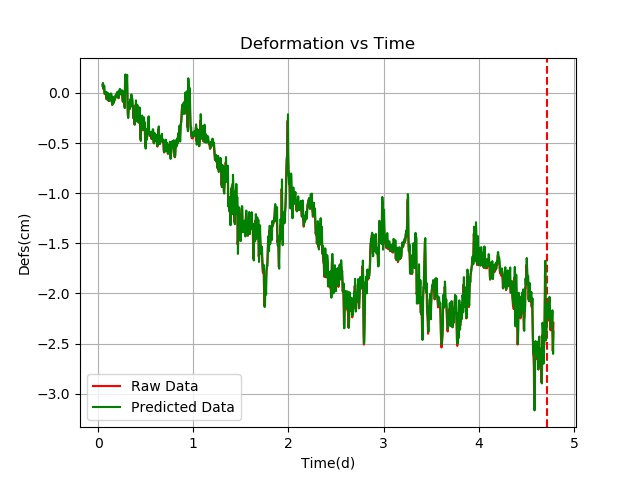 Deformation vs Time
Defs(cm)
0.0
−0.5
−1.0
−1.5
−2.0
−2.5
−3.0
Raw Data
Predicted Data
0 1 2 3 4 5
Time(d)